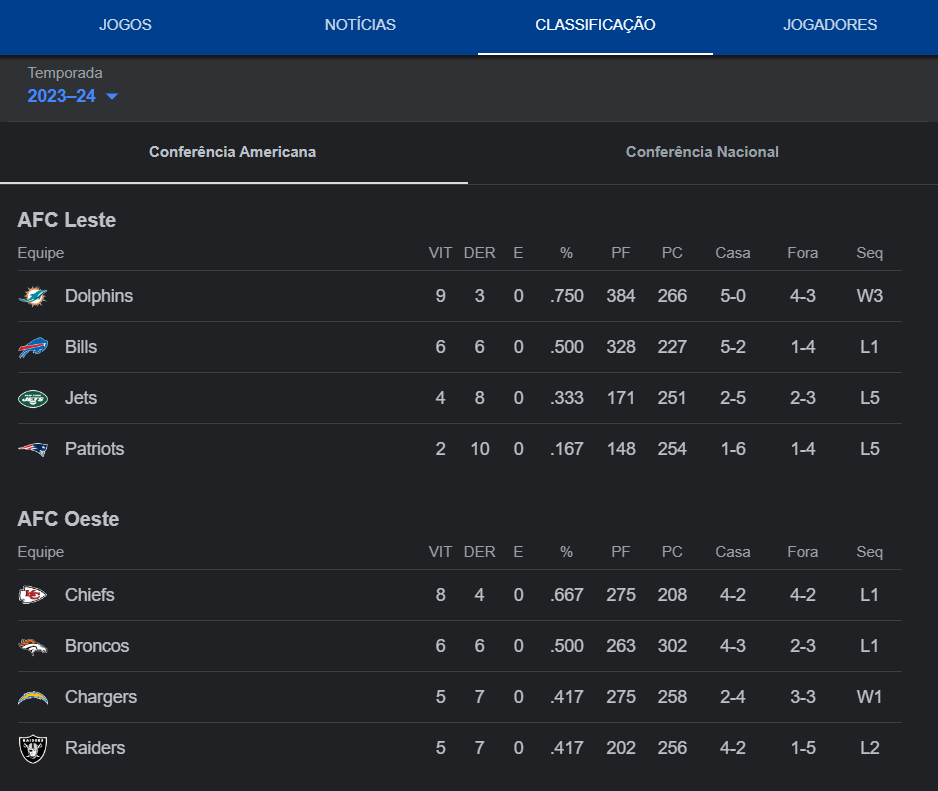 JOGOS NOTÍCIAS CLASSIFICAÇÃO JOGADORES
Temporada
2023–24
Conferência Americana Conferência Nacional
AFC Leste
Equipe VIT DER E % PF PC Casa Fora Seq
Dolphins 9 3 0 .750 384 266 5-0 4-3 W3
Bills 6 6 0 .500 328 227 5-2 1-4 L1
Jets 4 8 0 .333 171 251 2-5 2-3 L5
Patriots 2 10 0 .167 148 254 1-6 1-4 L5
AFC Oeste
Equipe VIT DER E % PF PC Casa Fora Seq
Chiefs 8 4 0 .667 275 208 4-2 4-2 L1
Broncos 6 6 0 .500 263 302 4-3 2-3 L1
Chargers 5 7 0 .417 275 258 2-4 3-3 W1
Raiders 5 7 0 .417 202 256 4-2 1-5 L2